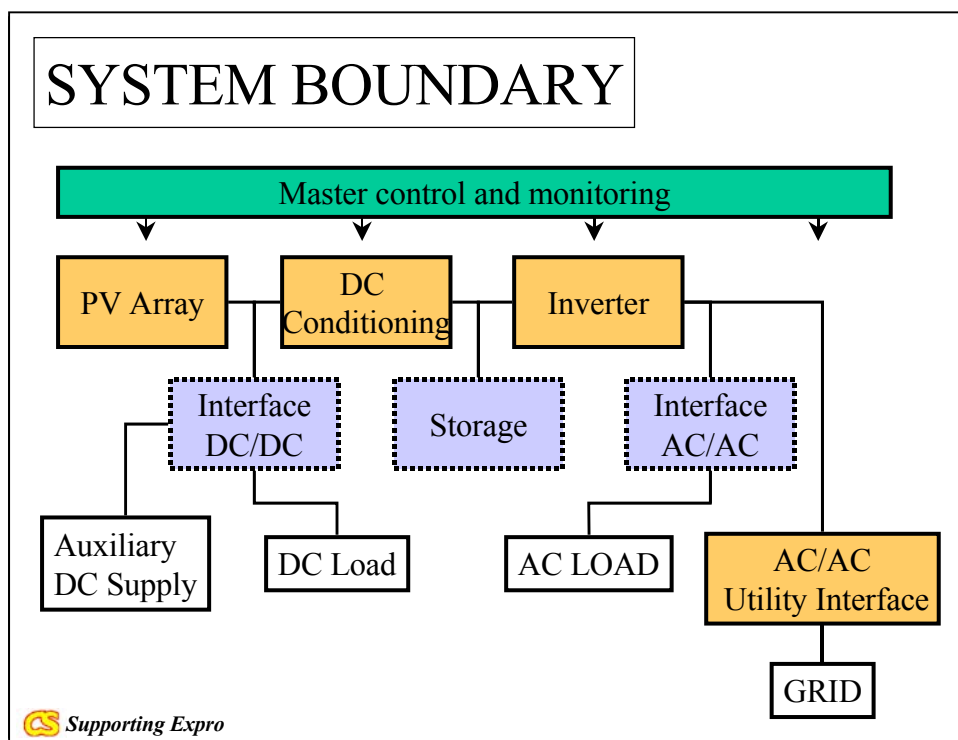 SYSTEM BOUNDARY
Master control and monitoring
PV Array
DC
Conditioning
Inverter
Interface
DC/DC
Storage
Interface
AC/AC
Auxiliary
DC Supply
DC Load
AC LOAD
AC/AC
Utility Interface
GRID
CS Supporting Expro